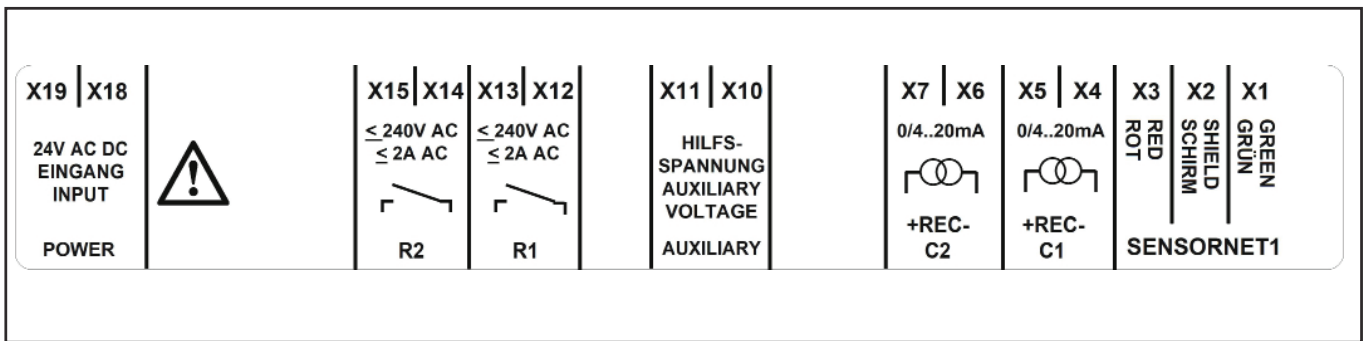 X19 X18
24V AC DC
EINGANG
INPUT
POWER
X15 X14
≤ 240V AC
≤ 2A AC
R2
X13 X12
≤ 240V AC
≤ 2A AC
R1
X11 X10
HILFS-
SPANNUNG
AUXILIARY
VOLTAGE
AUXILIARY
X7 X6
0/4..20mA
+REC-
C2
X5 X4
0/4..20mA
+REC-
C1
X3
RED
ROT
X2
SHIELD
SCHIRM
X1
GREEN
GRÜN
SENSORNET1